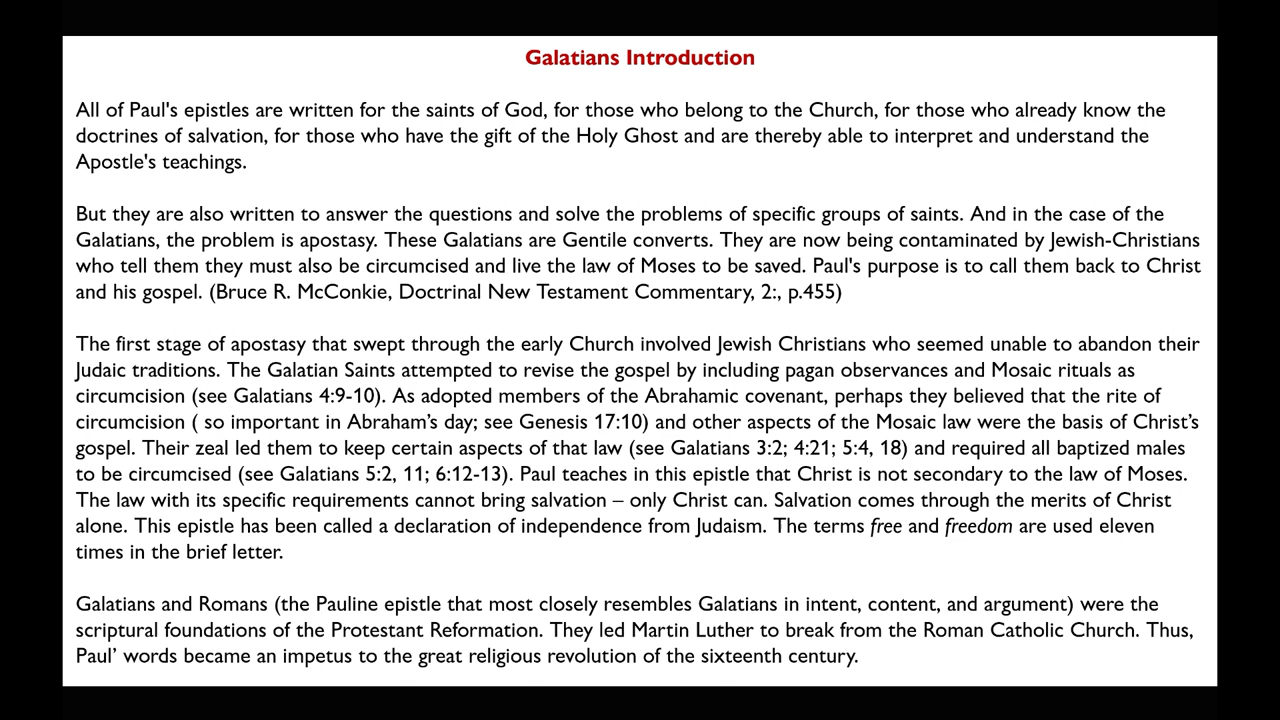 Galatians Introduction
All of Paul's epistles are written for the saints of God, for those who belong to the Church, for those who already know the
doctrines of salvation, for those who have the gift of the Holy Ghost and are thereby able to interpret and understand the
Apostle's teachings.
But they are also written to answer the questions and solve the problems of specific groups of saints. And in the case of the
Galatians, the problem is apostasy. These Galatians are Gentile converts. They are now being contaminated by Jewish-Christians
who tell them they must also be circumcised and live the law of Moses to be saved. Paul's purpose is to call them back to Christ
and his gospel. (Bruce R. McConkie, Doctrinal New Testament Commentary, 2:, p.455)
The first stage of apostasy that swept through the early Church involved Jewish Christians who seemed unable to abandon their
Judaic traditions. The Galatian Saints attempted to revise the gospel by including pagan observances and Mosaic rituals as
circumcision (see Galatians 4:9-10). As adopted members of the Abrahamic covenant, perhaps they believed that the rite of
circumcision ( so important in Abraham’s day; see Genesis 17:10) and other aspects of the Mosaic law were the basis of Christ’s
gospel. Their zeal led them to keep certain aspects of that law (see Galatians 3:2; 4:21; 5:4, 18) and required all baptized males
to be circumcised (see Galatians 5:2, 11; 6:12-13). Paul teaches in this epistle that Christ is not secondary to the law of Moses.
The law with its specific requirements cannot bring salvation – only Christ can. Salvation comes through the merits of Christ
alone. This epistle has been called a declaration of independence from Judaism. The terms free and freedom are used eleven
times in the brief letter.
Galatians and Romans (the Pauline epistle that most closely resembles Galatians in intent, content, and argument) were the
scriptural foundations of the Protestant Reformation. They led Martin Luther to break from the Roman Catholic Church. Thus,
Paul’ words became an impetus to the great religious revolution of the sixteenth century.